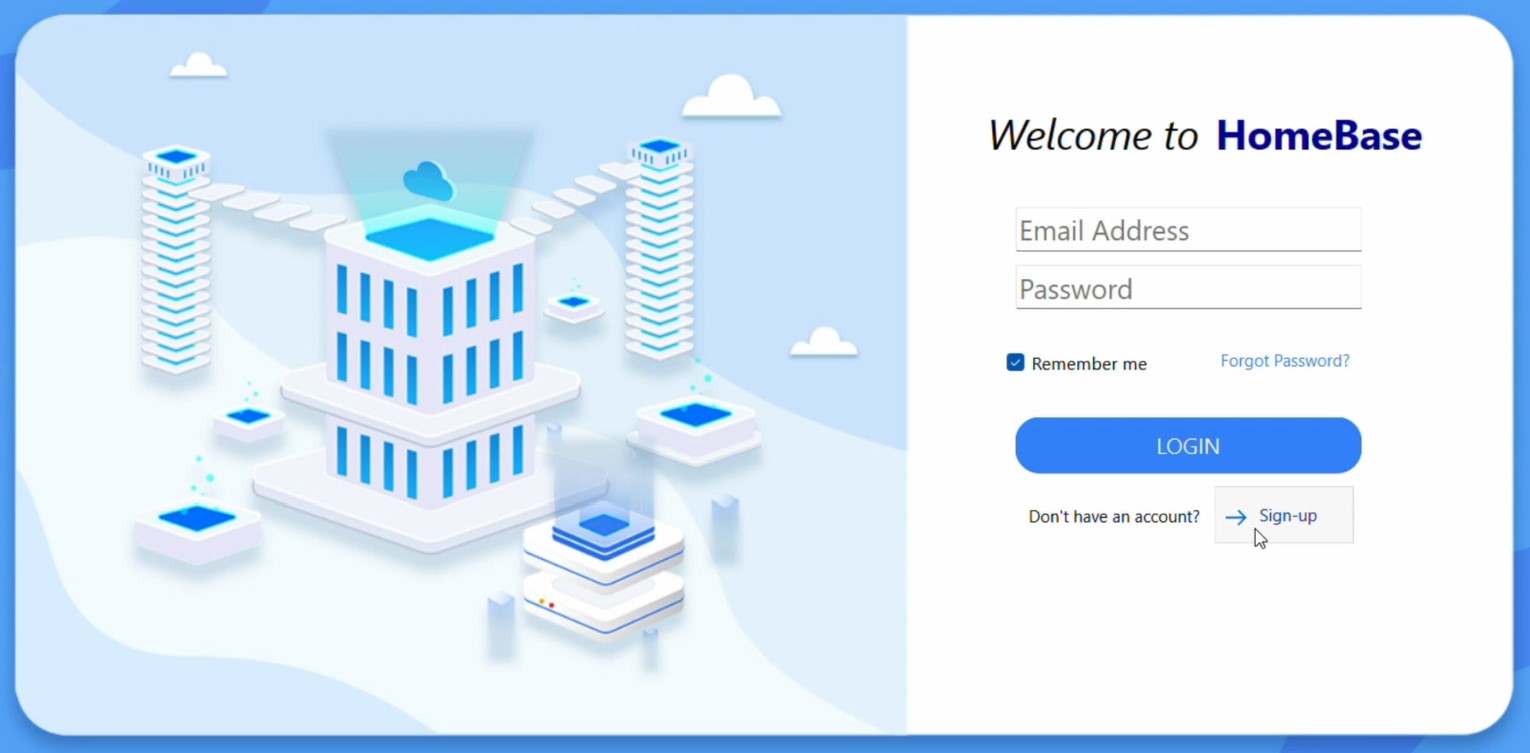 Welcome to HomeBase
Email Address
Password
Remember me Forgot Password?
LOGIN
Don't have an account? Sign-up